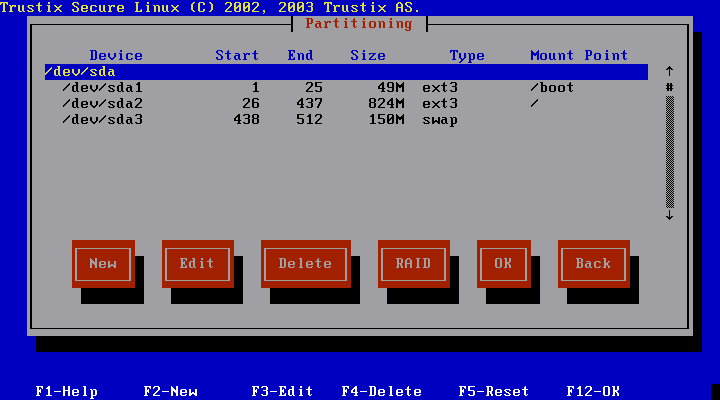 Trustix Secure Linux (C) 2002, 2003 Trustix AS.
Partitioning
Device Start End Size Type Mount Point
/dev/sda
/dev/sda1 1 25 49M ext3 /boot
/dev/sda2 26 437 824M ext3 /
/dev/sda3 438 512 150M swap
#
New Edit Delete RAID OK Back
F1-Help F2-New F3-Edit F4-Delete F5-Reset F12-OK